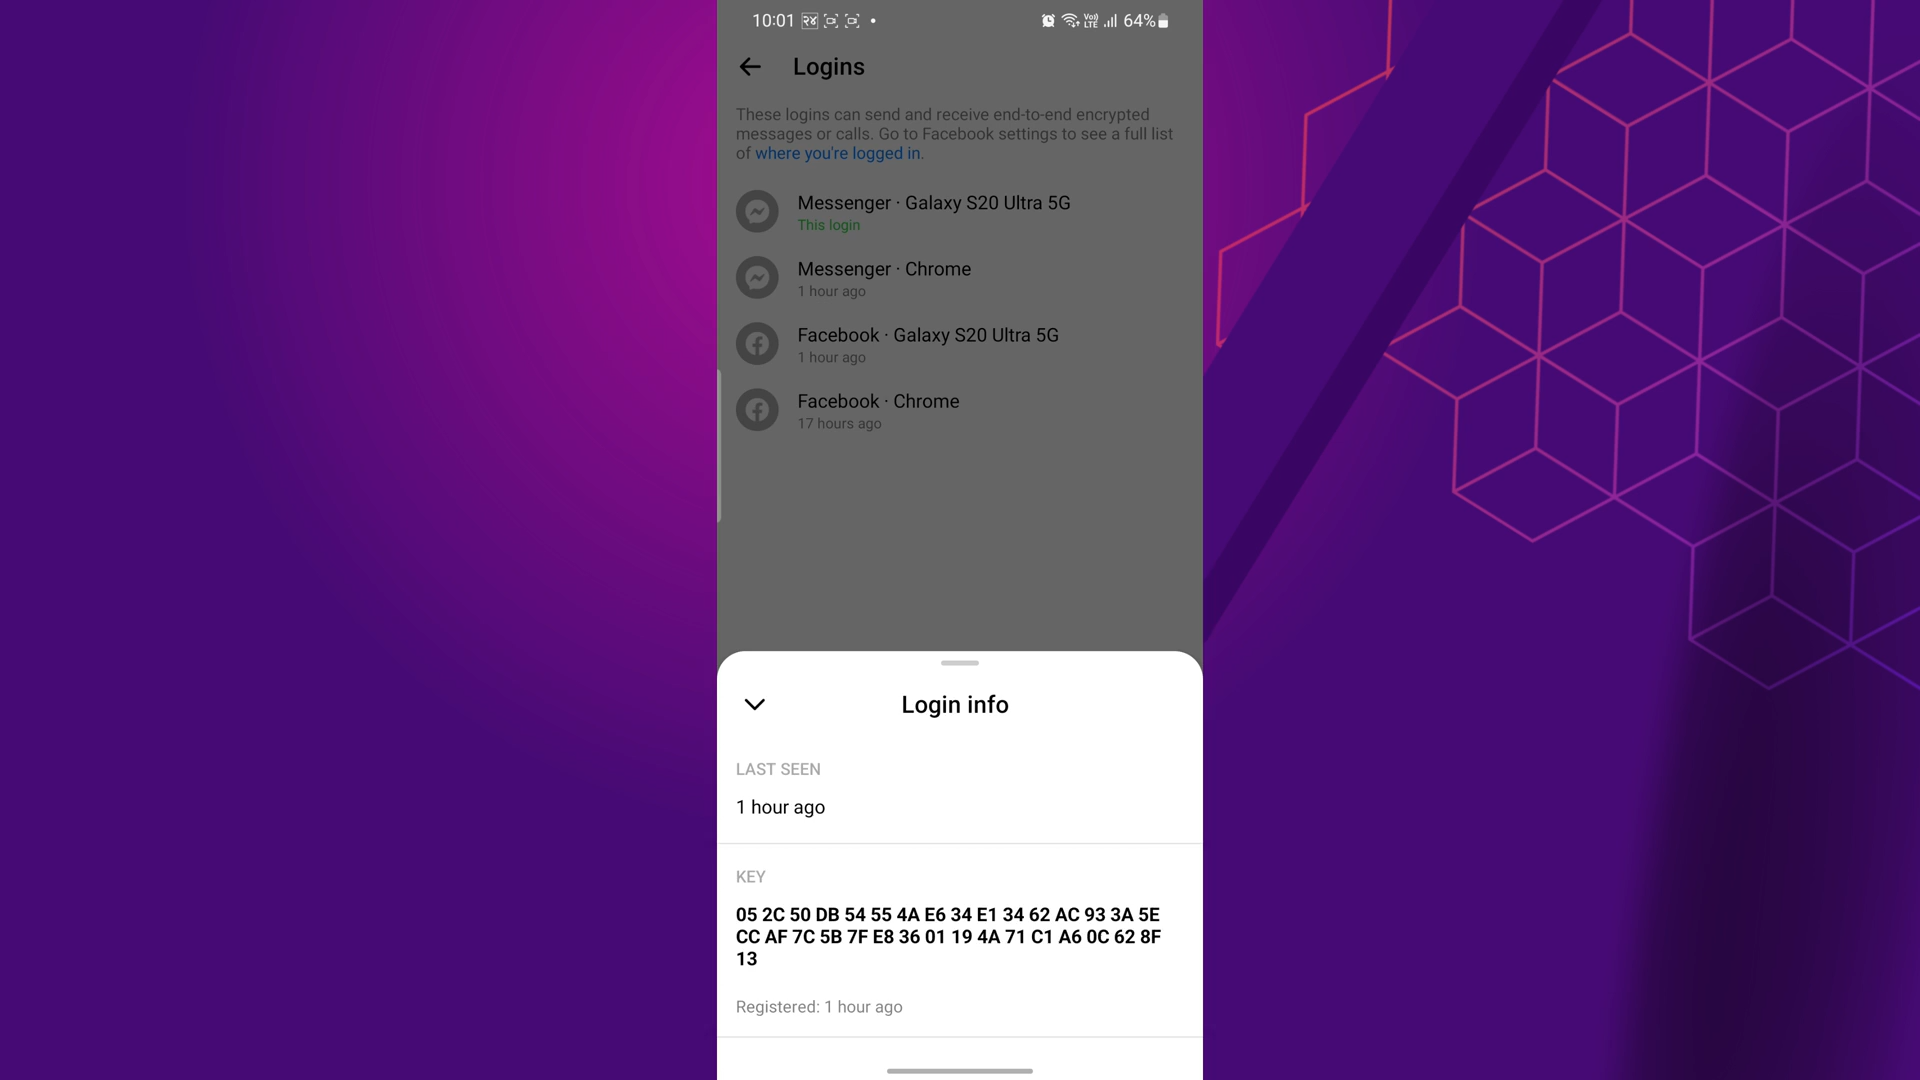 10:01 २४ Vo) LTE 64%
Logins
These logins can send and receive end-to-end encrypted
messages or calls. Go to Facebook settings to see a full list
of where you're logged in.
Messenger · Galaxy S20 Ultra 5G
This login
Messenger · Chrome
1 hour ago
Facebook · Galaxy S20 Ultra 5G
1 hour ago
Facebook · Chrome
17 hours ago
Login info
LAST SEEN
1 hour ago
KEY
05 2C 50 DB 54 55 4A E6 34 E1 34 62 AC 93 3A 5E
CC AF 7C 5B 7F E8 36 01 19 4A 71 C1 A6 0C 62 8F
13
Registered: 1 hour ago